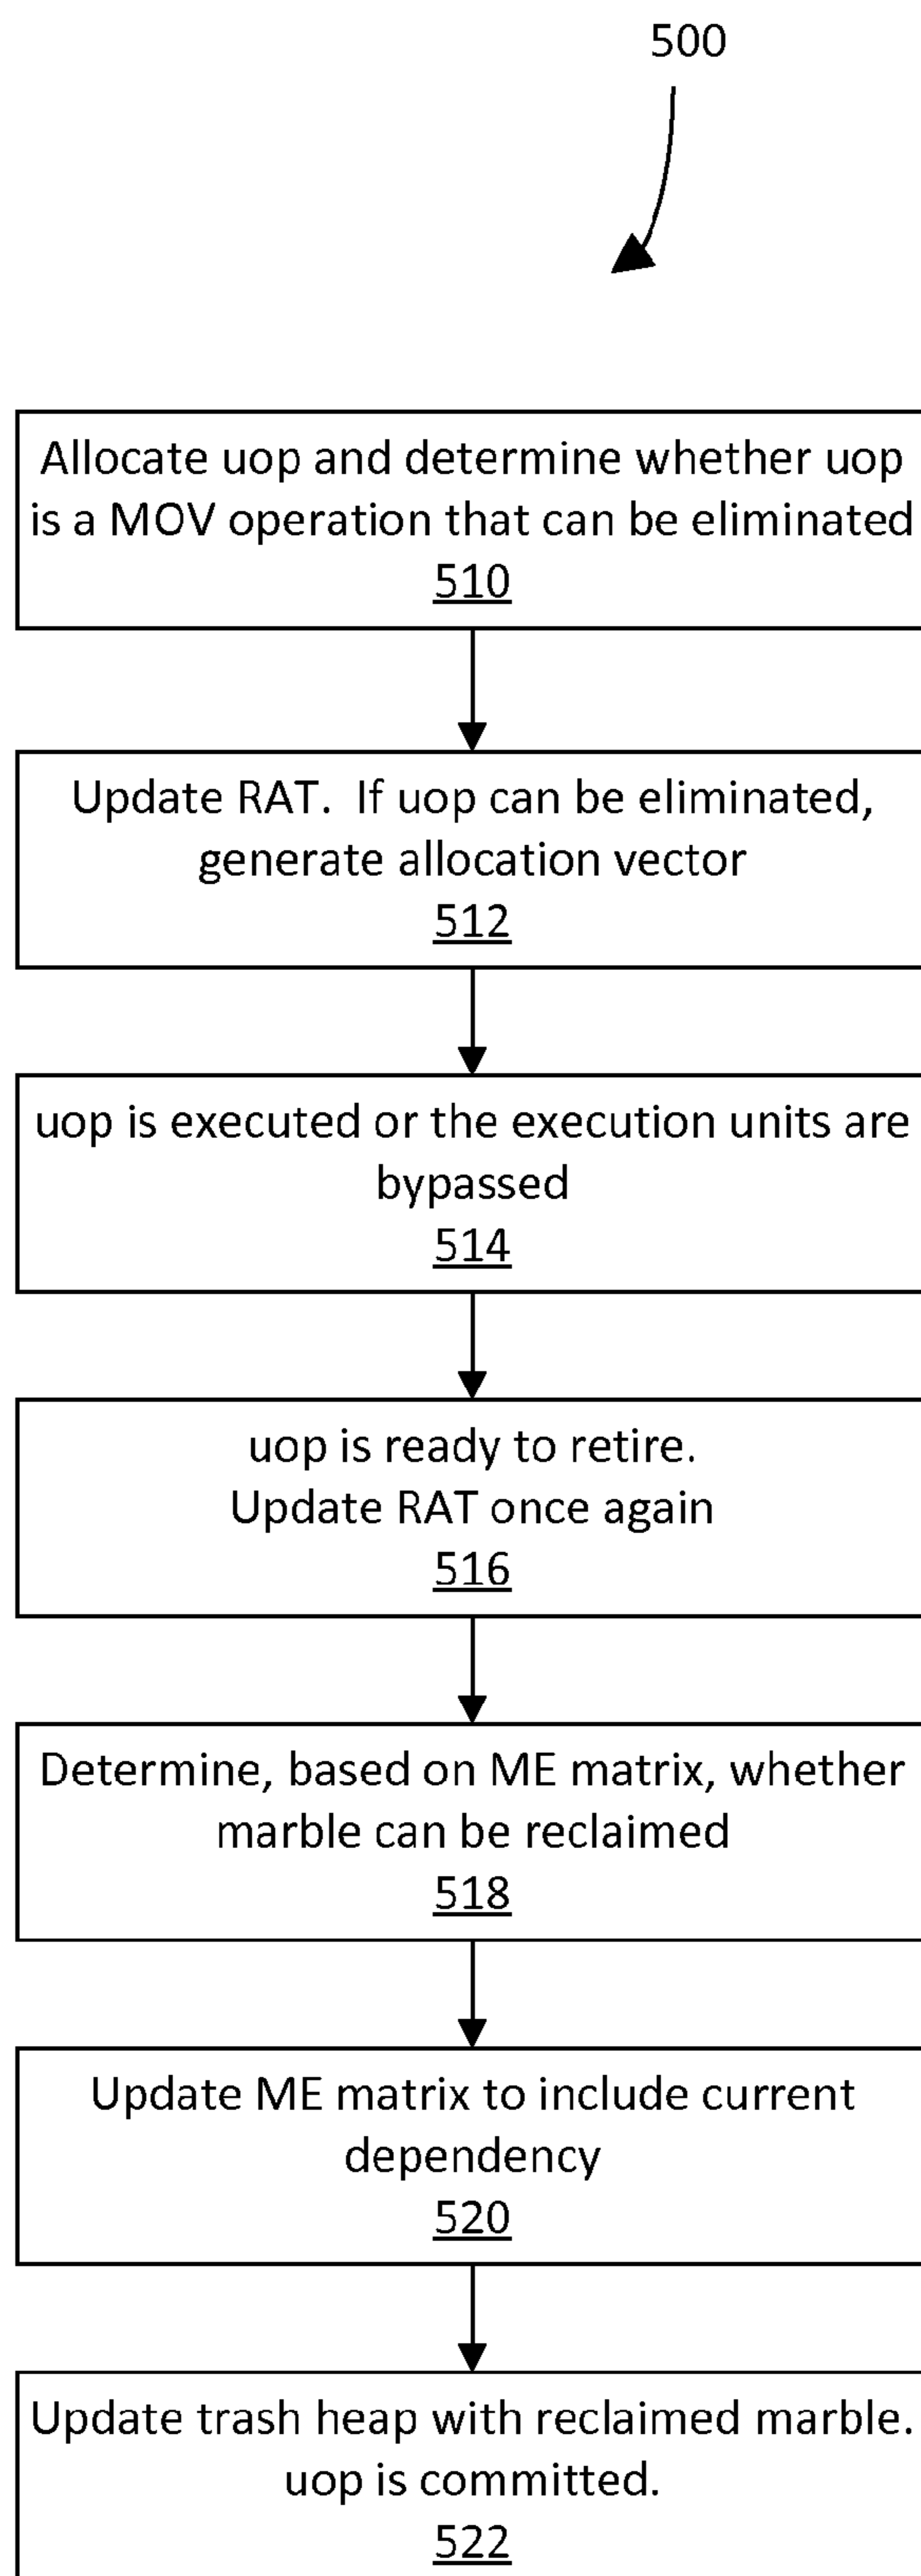 500
Allocate uop and determine whether uop
is a MOV operation that can be eliminated
510
Update RAT.  If uop can be eliminated,
generate allocation vector
512
uop is executed or the execution units are
bypassed
514
uop is ready to retire.
Update RAT once again
516
Determine, based on ME matrix, whether
marble can be reclaimed
518
Update ME matrix to include current
dependency
520
Update trash heap with reclaimed marble.
uop is committed.
522